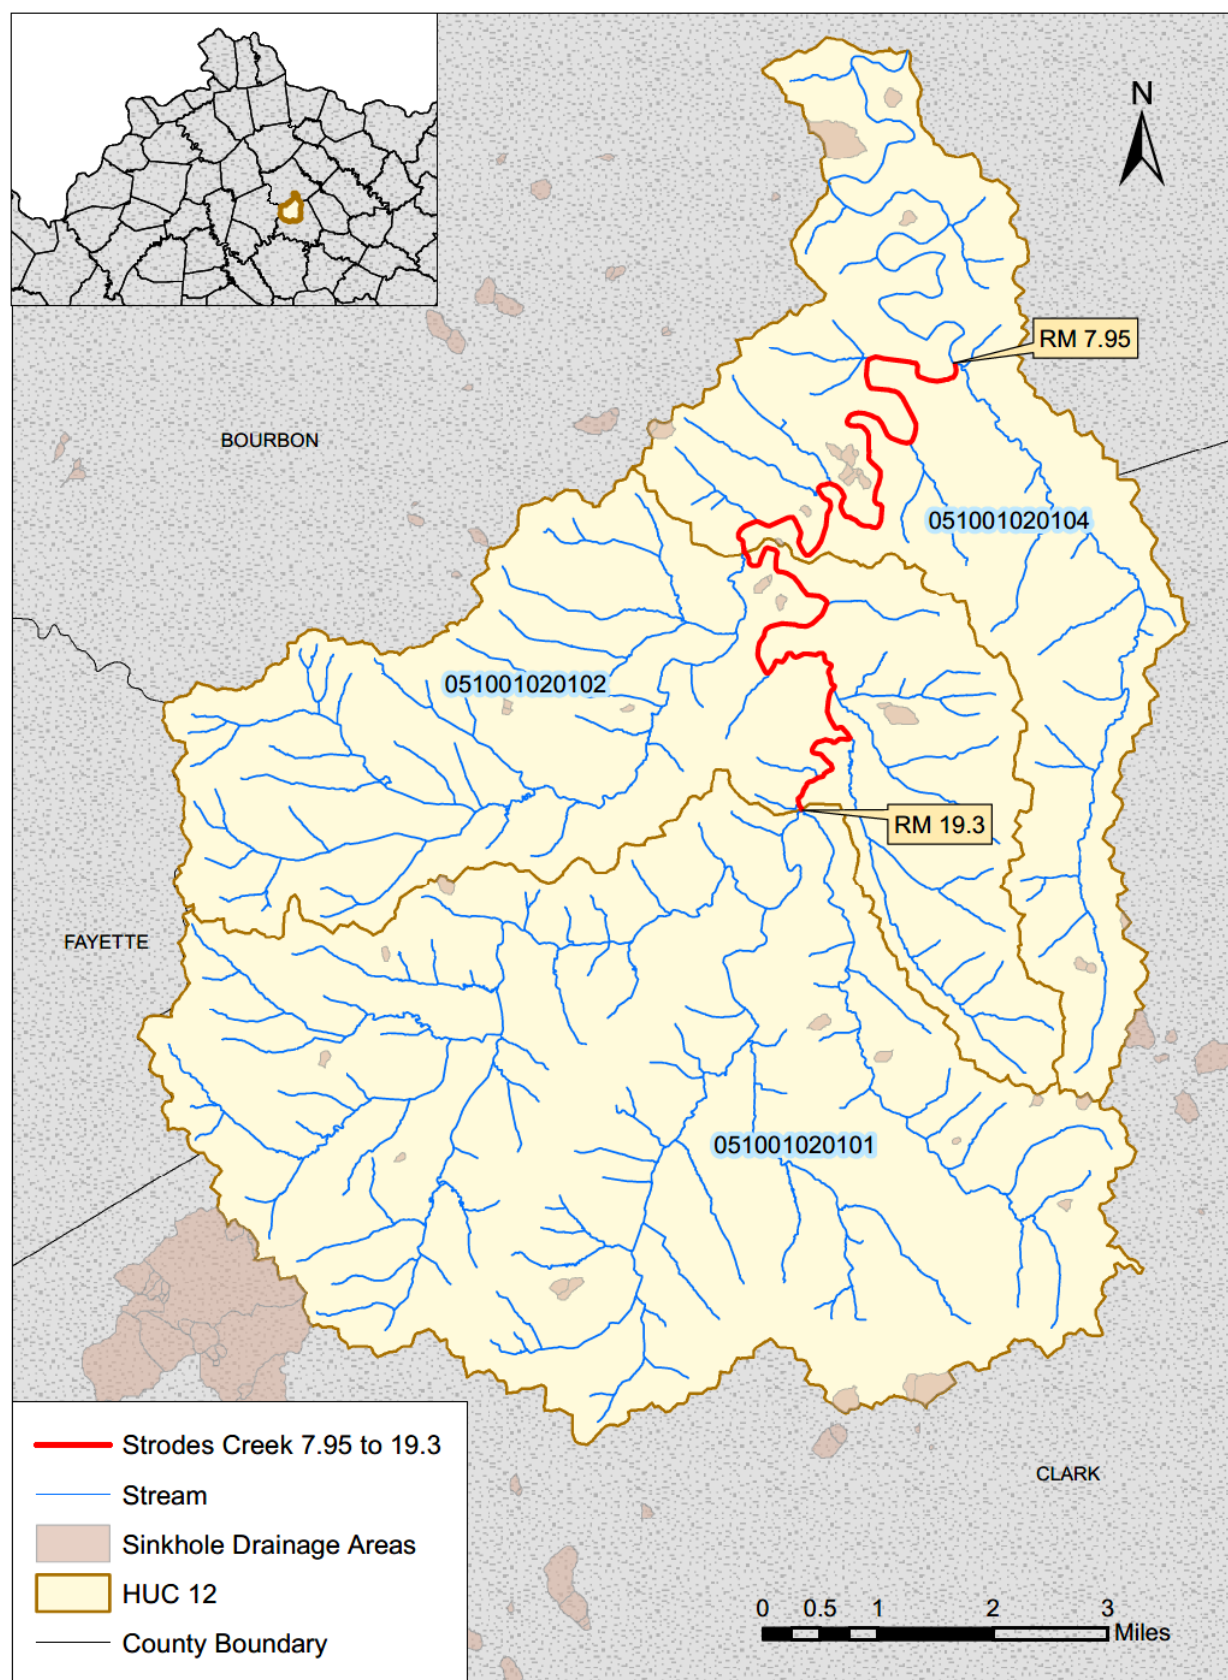 N
RM 7.95
BOURBON
051001020104
051001020102
RM 19.3
FAYETTE
051001020101
CLARK
Strodes Creek 7.95 to 19.3
Stream
Sinkhole Drainage Areas
HUC 12
County Boundary
0 0.5 1 2 3
Miles